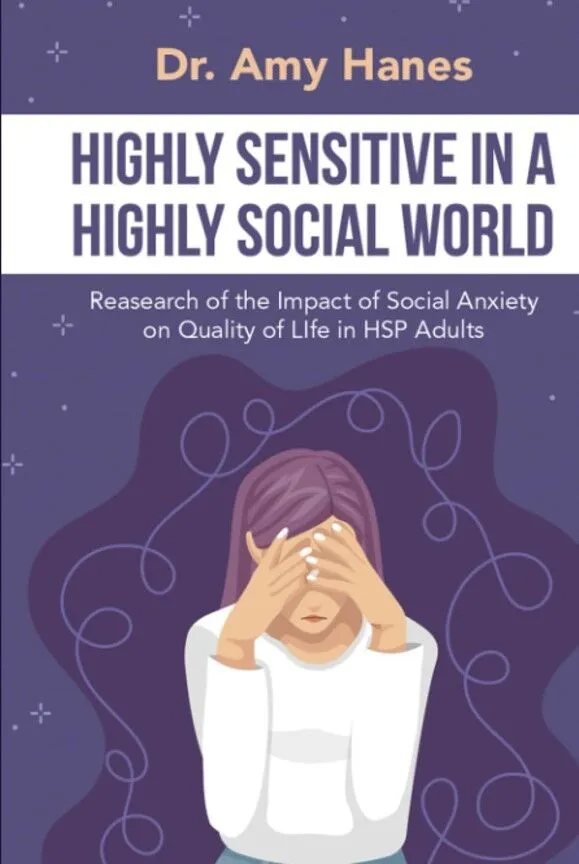 Dr. Amy Hanes
HIGHLY SENSITIVE IN A
HIGHLY SOCIAL WORLD
Reasearch of the Impact of Social Anxiety
on Quality of LIfe in HSP Adults